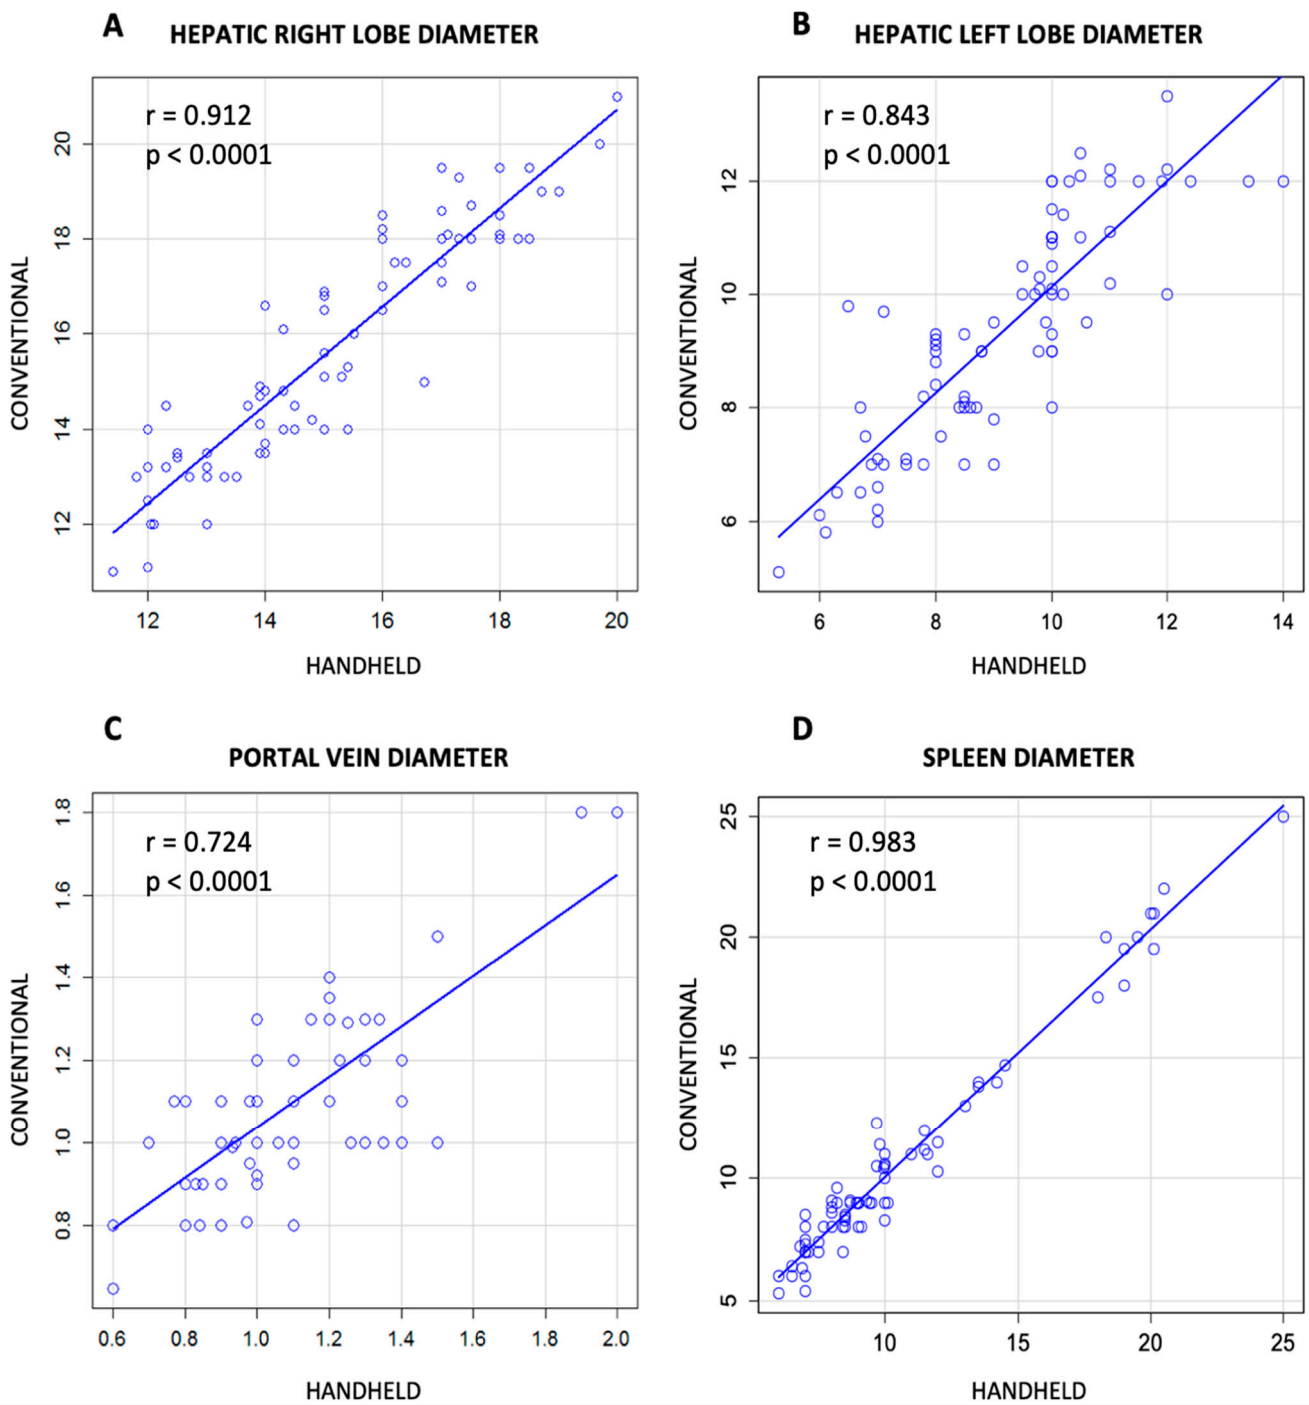 A
HEPATIC RIGHT LOBE DIAMETER
r = 0.912
p < 0.0001
20
18
16
14
12
CONVENTIONAL
12 14 16 18 20
HANDHELD
B
HEPATIC LEFT LOBE DIAMETER
r = 0.843
p < 0.0001
12
10
8
6
CONVENTIONAL
6 8 10 12 14
HANDHELD
C
PORTAL VEIN DIAMETER
r = 0.724
p < 0.0001
1.8
1.6
1.4
1.2
1.0
0.8
CONVENTIONAL
0.6 0.8 1.0 1.2 1.4 1.6 1.8 2.0
HANDHELD
D
SPLEEN DIAMETER
r = 0.983
p < 0.0001
25
20
15
10
5
CONVENTIONAL
10 15 20 25
HANDHELD